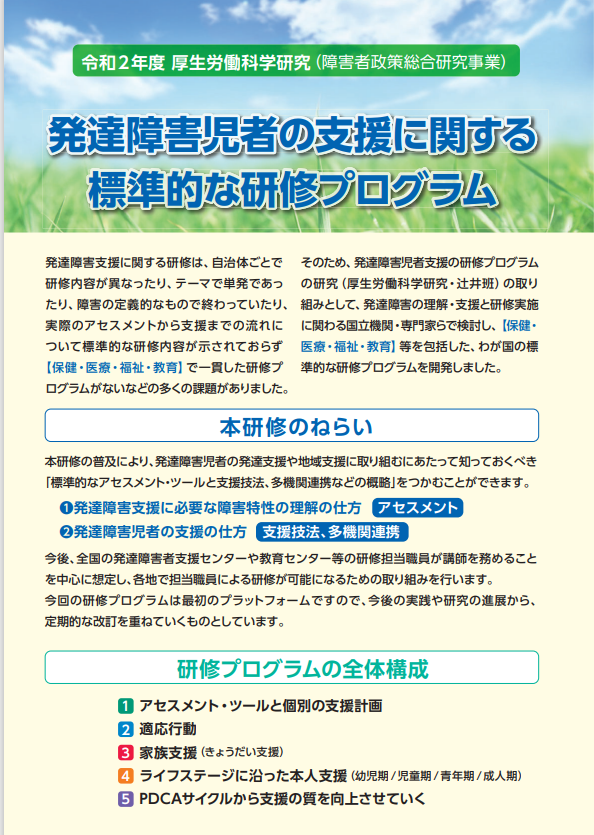 令和2年度 厚生労働科学研究（障害者政策総合研究事業）
発達障害児者の支援に関する
標準的な研修プログラム
発達障害支援に関する研修は、自治体ごとで
研修内容が異なったり、テーマで単発であっ
たり、障害の定義的なもので終わっていたり、
実際のアセスメントから支援までの流れに
ついて標準的な研修内容が示されておらず
【保健・医療・福祉・教育】で一貫した研修プ
ログラムがないなどの多くの課題がありました。
そのため、発達障害児者支援の研修プログラム
の研究（厚生労働科学研究・辻井班）の取り
組みとして、発達障害の理解・支援と研修実施
に関わる国立機関・専門家らで検討し、【保健・
医療・福祉・教育】等を包括した、わが国の標
準的な研修プログラムを開発しました。
本研修のねらい
本研修の普及により、発達障害児者の発達支援や地域支援に取り組むにあたって知っておくべき
「標準的なアセスメント・ツールと支援技法、多機関連携などの概略」をつかむことができます。
❶発達障害支援に必要な障害特性の理解の仕方 アセスメント
❷発達障害児者の支援の仕方 支援技法、多機関連携
今後、全国の発達障害者支援センターや教育センター等の研修担当職員が講師を務めること
を中心に想定し、各地で担当職員による研修が可能になるための取り組みを行います。
今回の研修プログラムは最初のプラットフォームですので、今後の実践や研究の進展から、
定期的な改訂を重ねていくものとしています。
研修プログラムの全体構成
1 アセスメント・ツールと個別の支援計画
2 適応行動
3 家族支援（きょうだい支援）
4 ライフステージに沿った本人支援（幼児期/児童期/青年期/成人期）
5 PDCAサイクルから支援の質を向上させていく